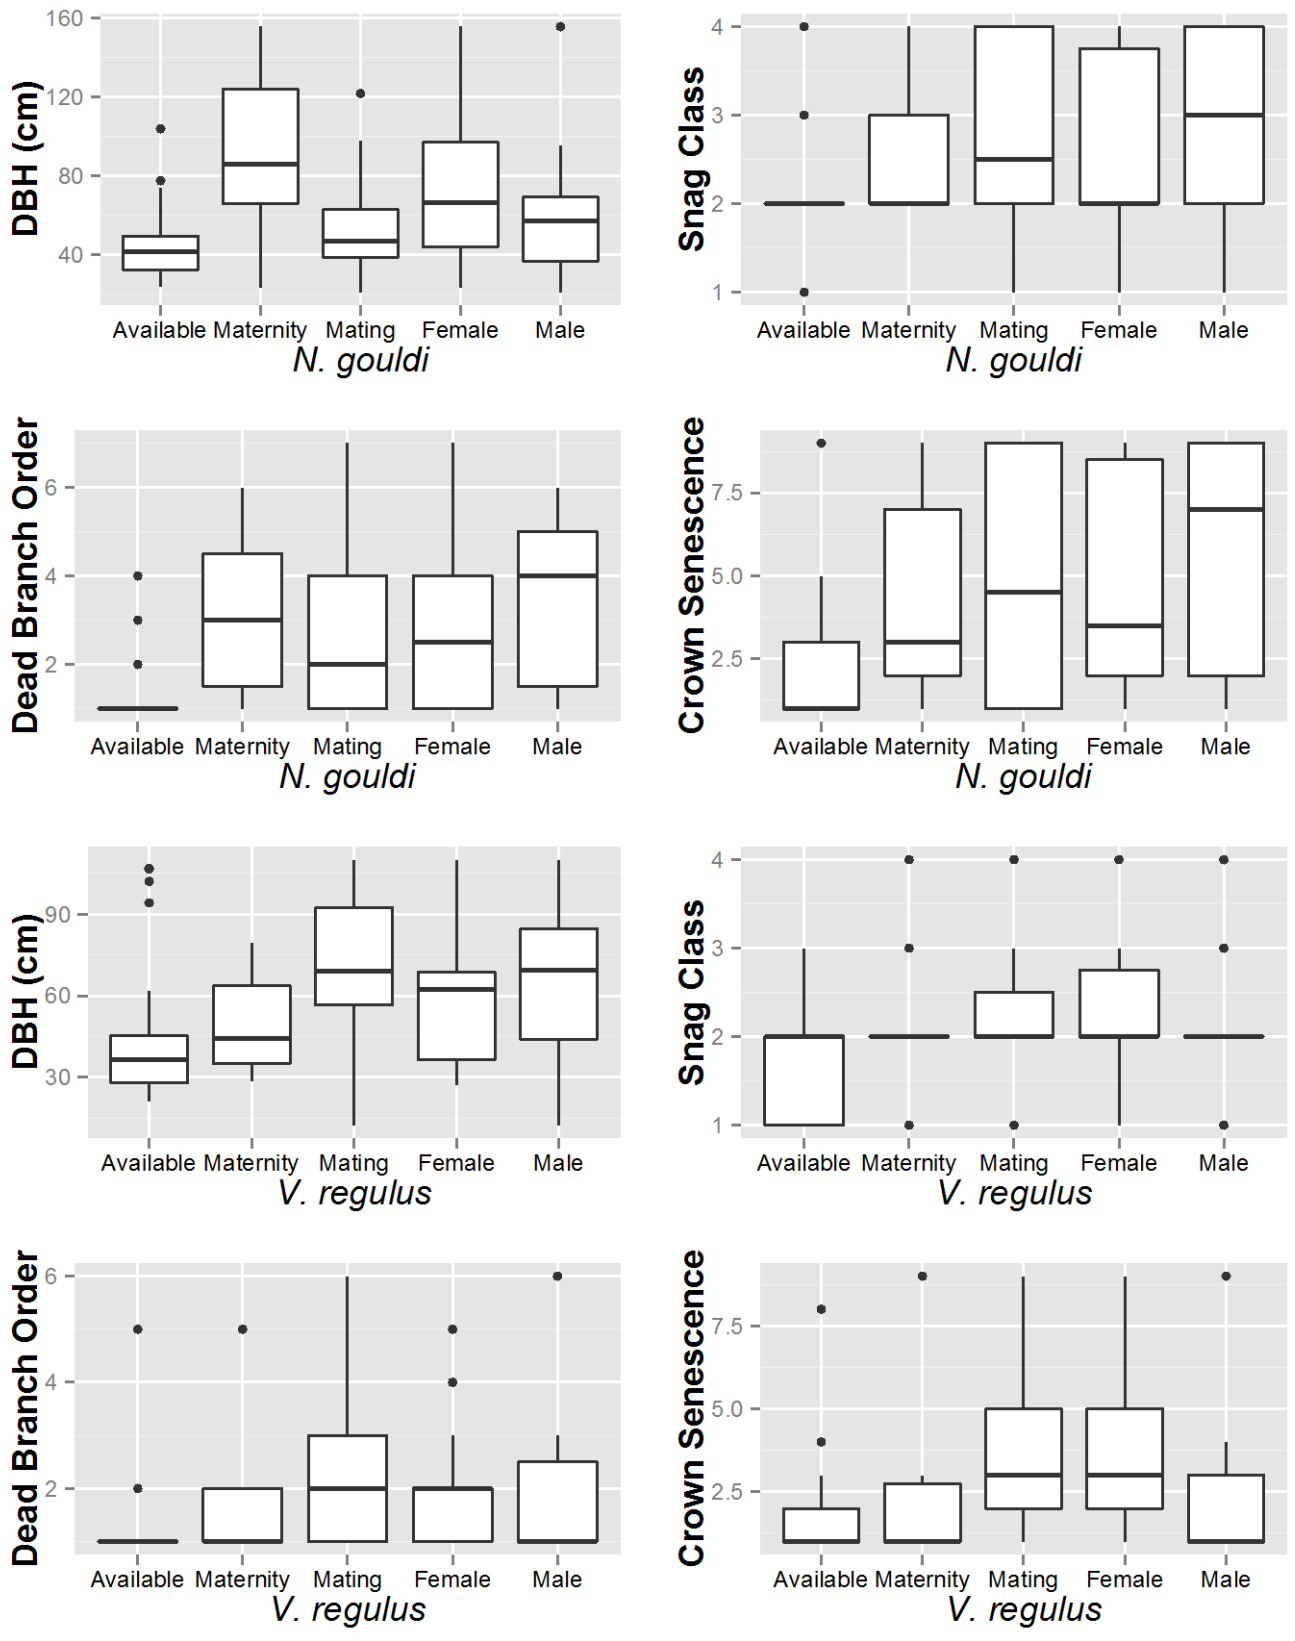 DBH (cm)
160
120
80
40
Available Maternity Mating Female Male
N. gouldi
Snag Class
4
3
2
1
Available Maternity Mating Female Male
N. gouldi
Dead Branch Order
6
4
2
Available Maternity Mating Female Male
N. gouldi
Crown Senescence
7.5
5.0
2.5
Available Maternity Mating Female Male
N. gouldi
DBH (cm)
90
60
30
Available Maternity Mating Female Male
V. regulus
Snag Class
4
3
2
1
Available Maternity Mating Female Male
V. regulus
Dead Branch Order
6
4
2
Available Maternity Mating Female Male
V. regulus
Crown Senescence
7.5
5.0
2.5
Available Maternity Mating Female Male
V. regulus